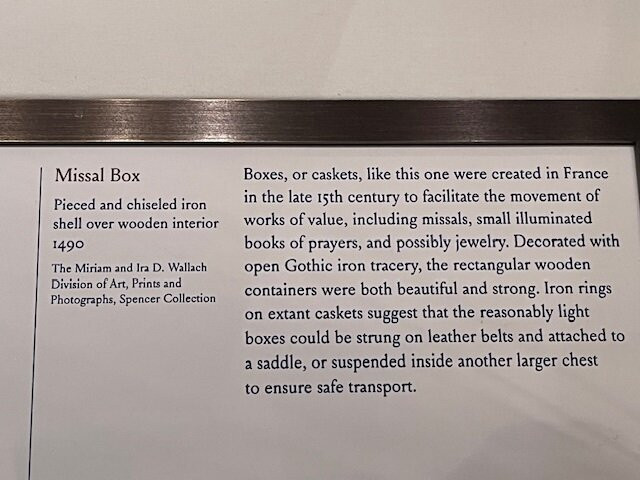 Missal Box
Pieced and chiseled iron
shell over wooden interior
1490
The Miriam and Ira D. Wallach
Division of Art, Prints and
Photographs, Spencer Collection
Boxes, or caskets, like this one were created in France
in the late 15th century to facilitate the movement of
works of value, including missals, small illuminated
books of prayers, and possibly jewelry. Decorated with
open Gothic iron tracery, the rectangular wooden
containers were both beautiful and strong. Iron rings
on extant caskets suggest that the reasonably light
boxes could be strung on leather belts and attached to
a saddle, or suspended inside another larger chest
to ensure safe transport.